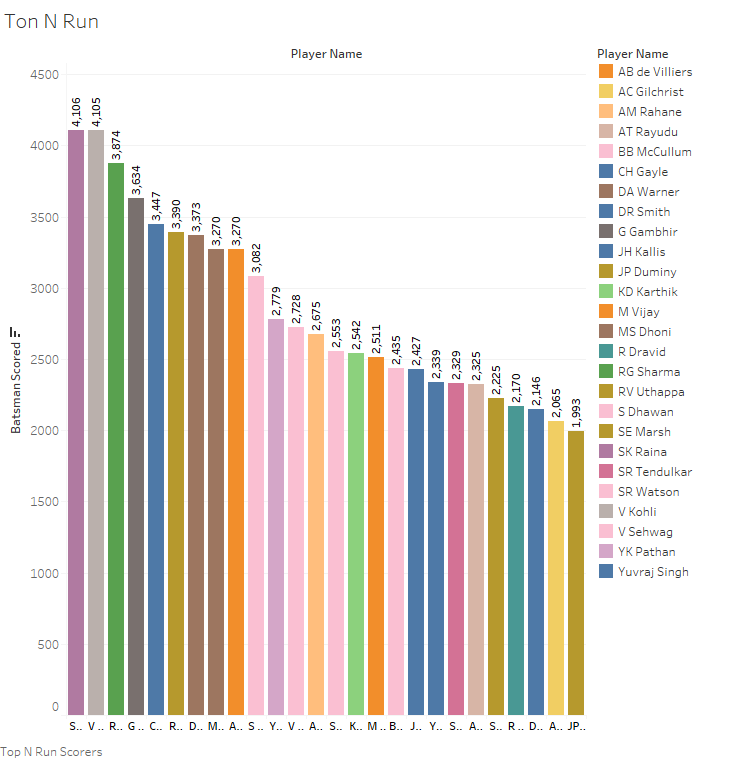 Ton N Run
Player Name
Batsman Scored
4500
4000
3500
3000
2500
2000
1500
1000
500
0
4,106
4,105
3,874
3,634
3,447
3,390
3,373
3,270
3,270
3,082
2,779
2,728
2,675
2,553
2,542
2,511
2,435
2,427
2,339
2,329
2,325
2,225
2,170
2,146
2,065
1,993
S.. V .. R.. G .. C.. R.. D.. M.. A.. S .. Y.. V .. A.. S.. K.. M .. B.. J.. Y.. S.. A.. S.. R .. D.. A.. JP..
Player Name
AB de Villiers
AC Gilchrist
AM Rahane
AT Rayudu
BB McCullum
CH Gayle
DA Warner
DR Smith
G Gambhir
JH Kallis
JP Duminy
KD Karthik
M Vijay
MS Dhoni
R Dravid
RG Sharma
RV Uthappa
S Dhawan
SE Marsh
SK Raina
SR Tendulkar
SR Watson
V Kohli
V Sehwag
YK Pathan
Yuvraj Singh
Top N Run Scorers